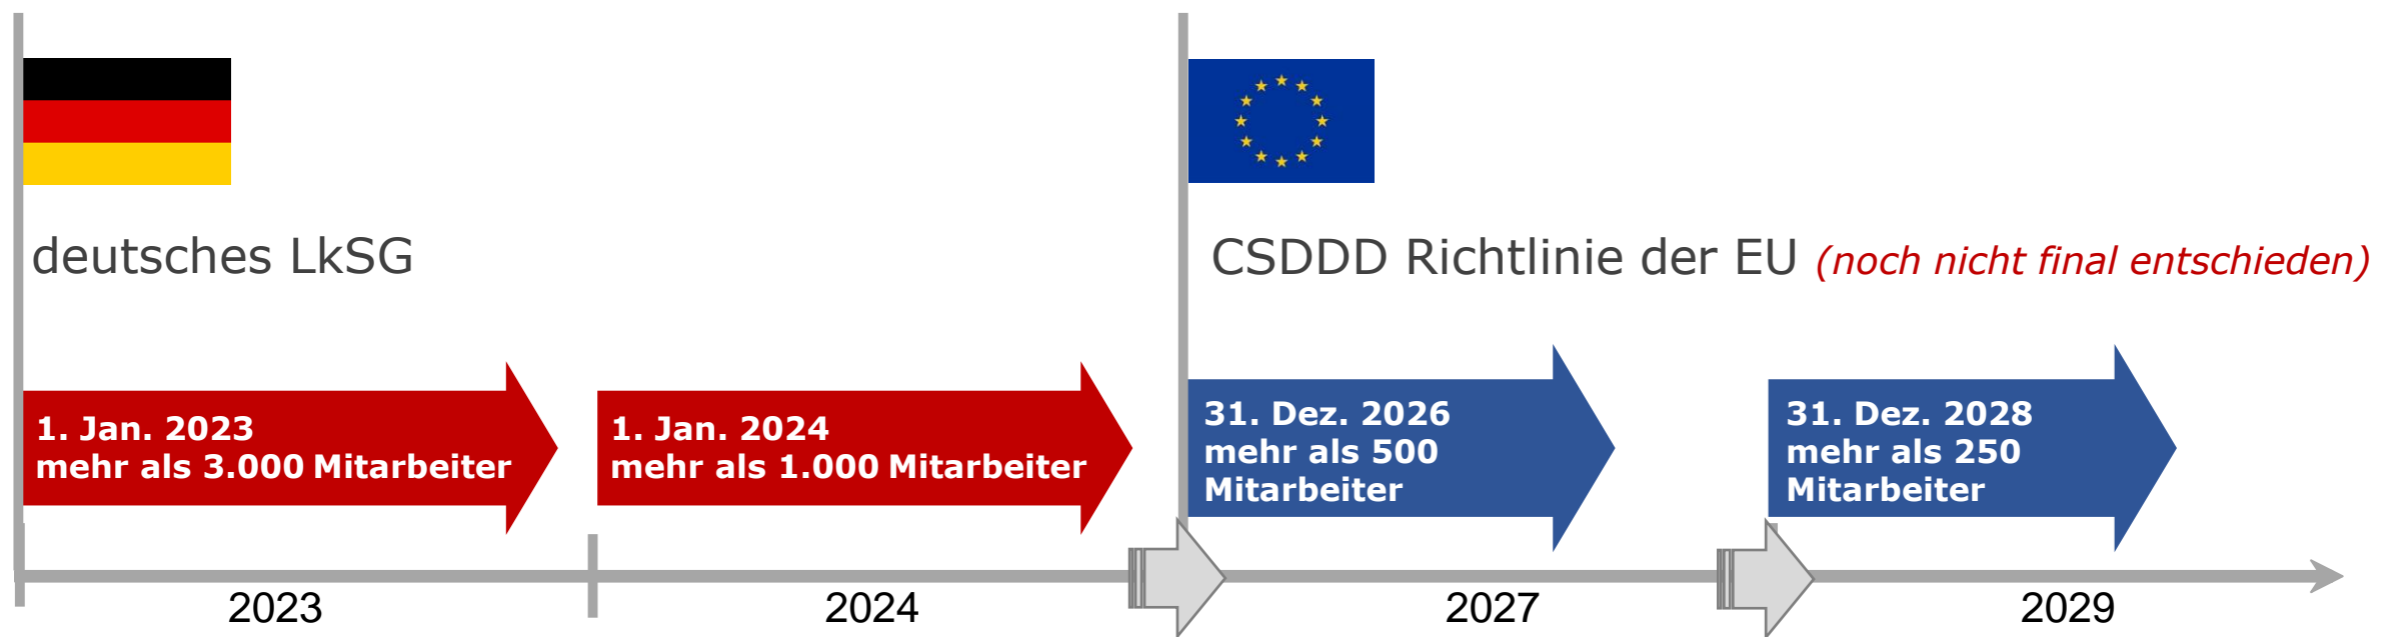 deutsches LkSG
CSDDD Richtlinie der EU (noch nicht final entschieden)
1. Jan. 2023
mehr als 3.000 Mitarbeiter
1. Jan. 2024
mehr als 1.000 Mitarbeiter
31. Dez. 2026
mehr als 500
Mitarbeiter
31. Dez. 2028
mehr als 250
Mitarbeiter
2023
2024
2027
2029